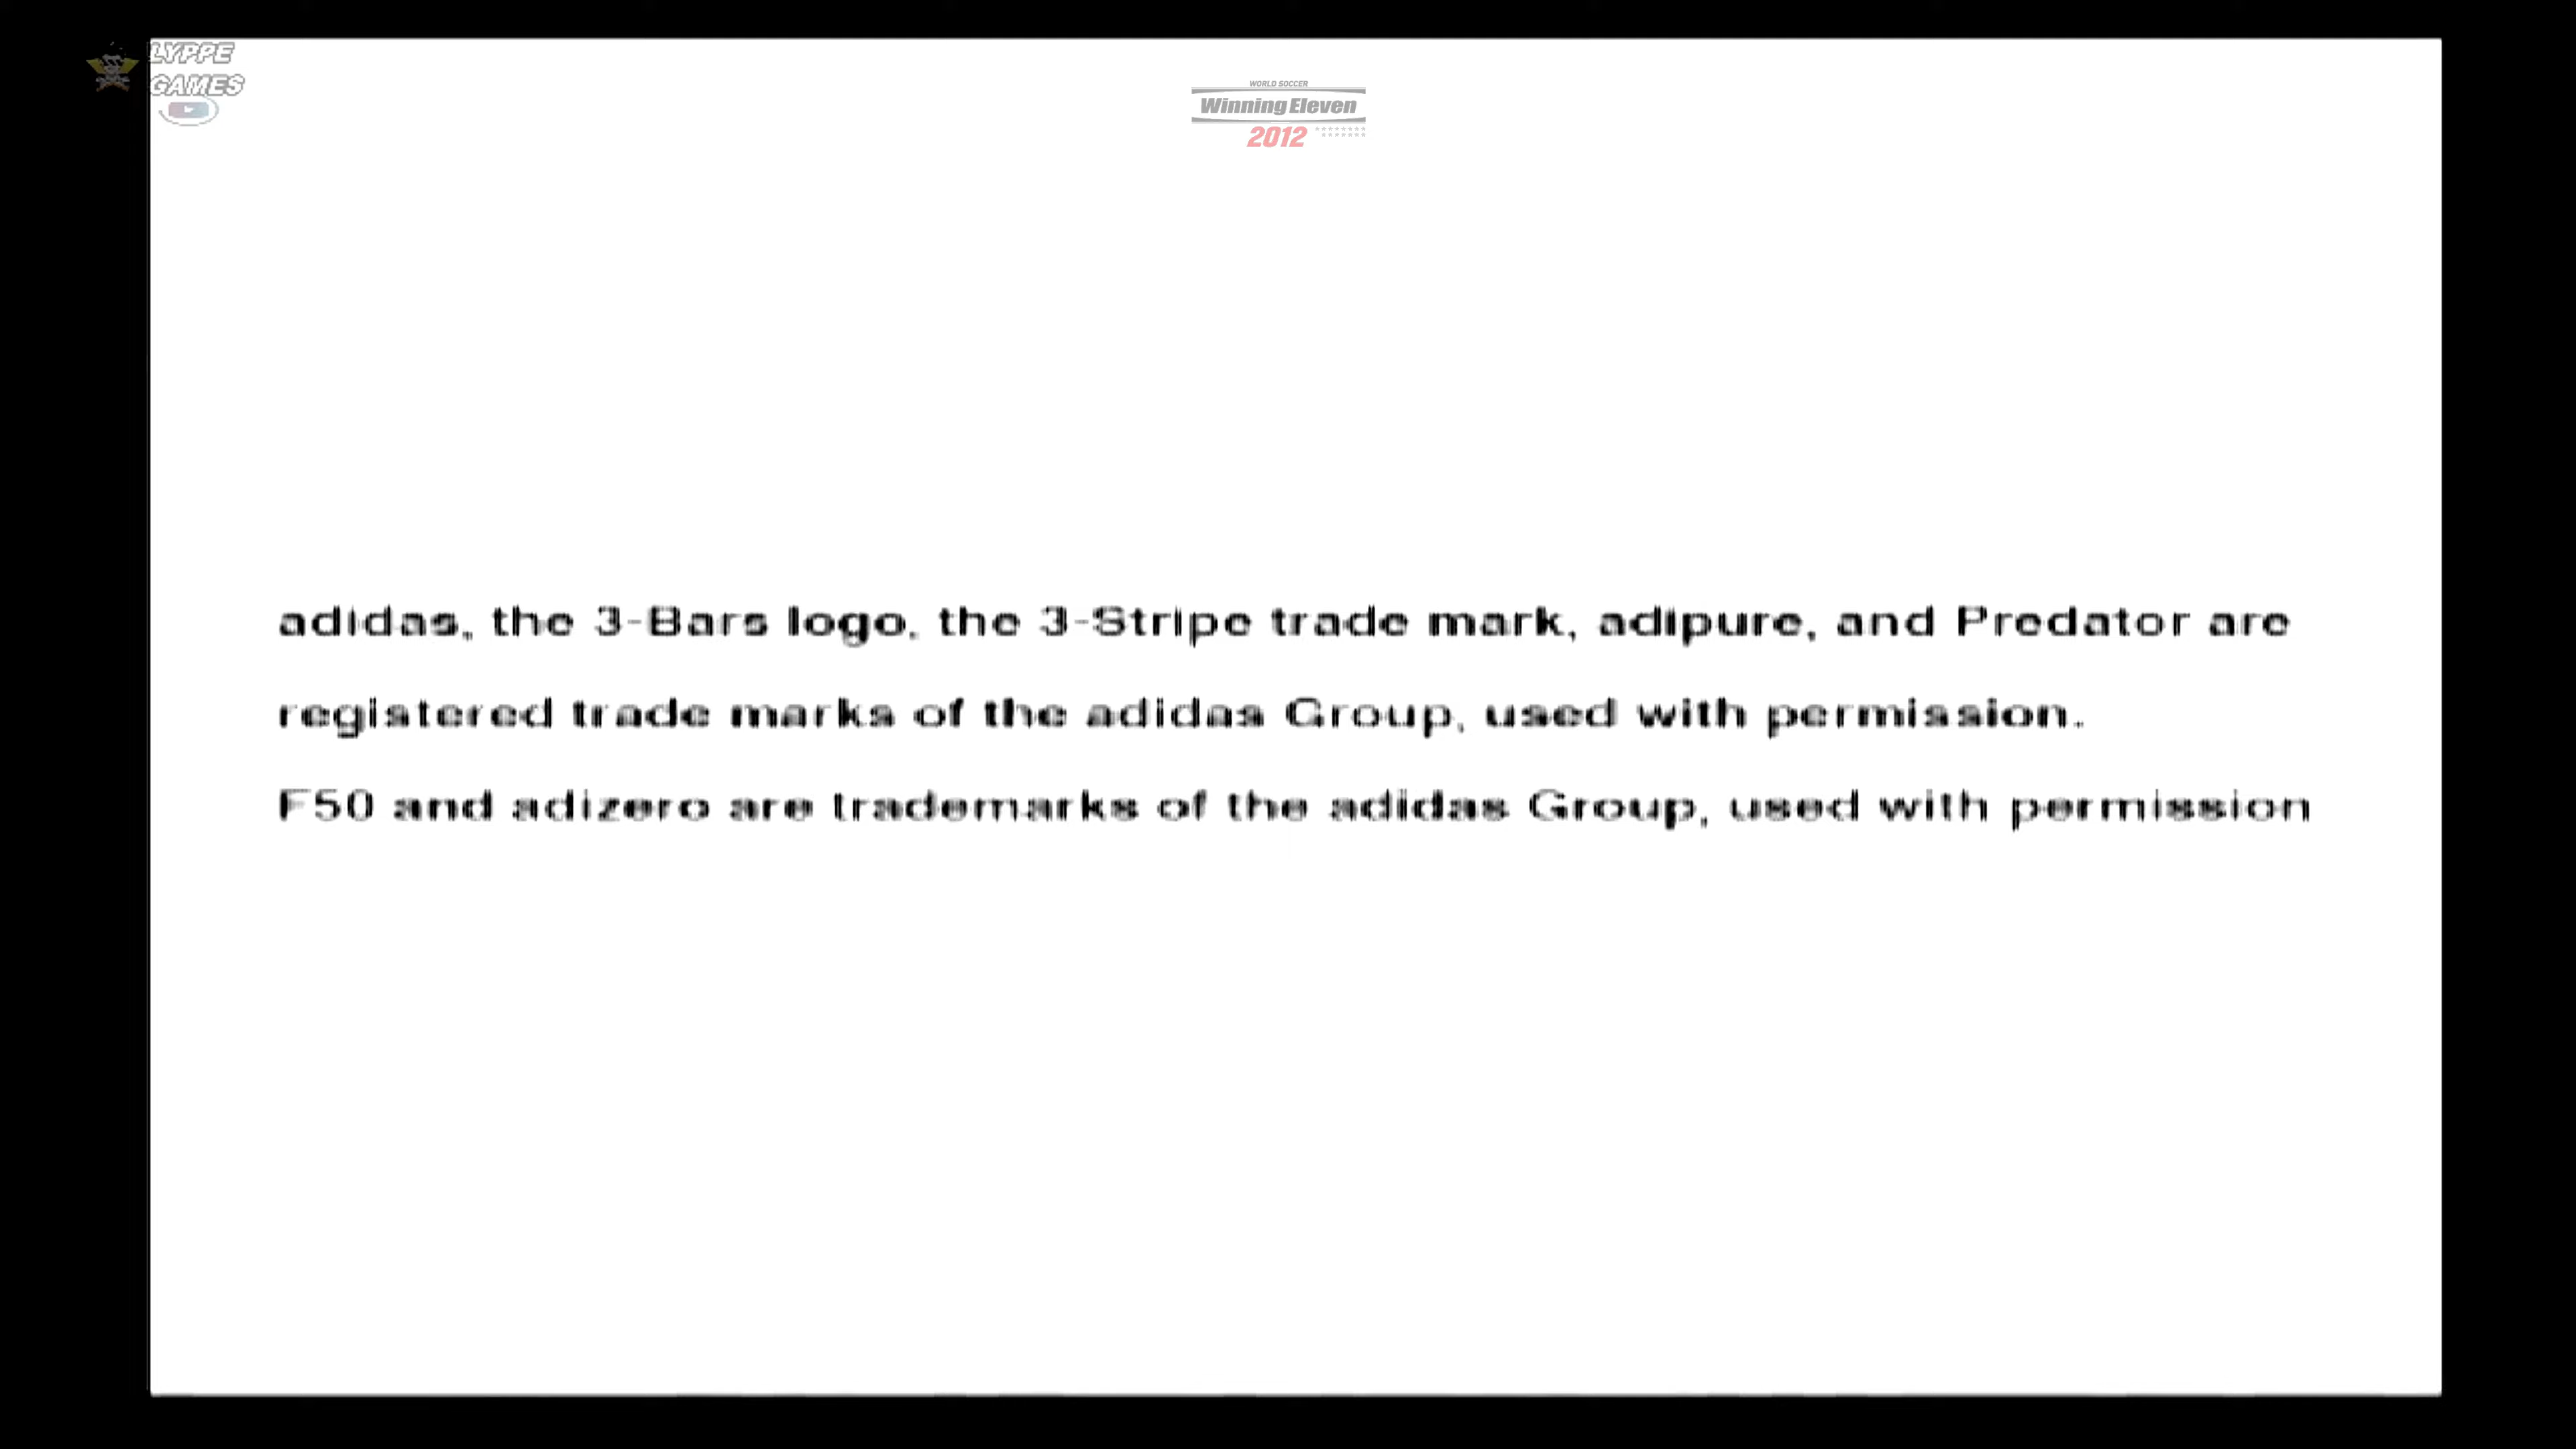 LYPPE
GAMES
WORLD SOCCER
Winning Eleven
2012
adidas, the 3-Bars logo, the 3-Stripe trade mark, adipure, and Predator are
registered trade marks of the adidas Group, used with permission.
F50 and adizero are trademarks of the adidas Group, used with permission